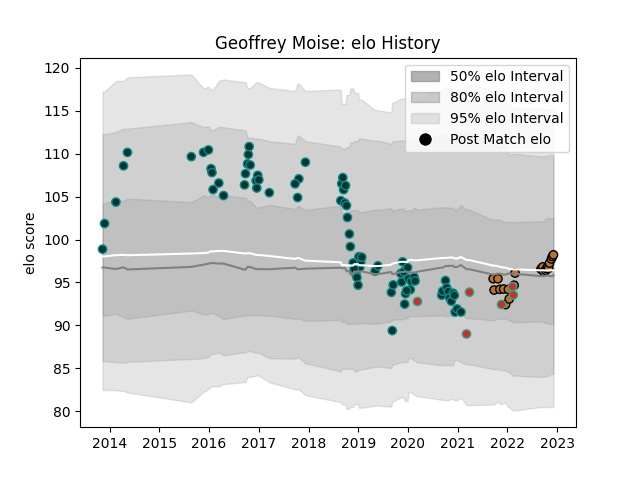 Geoffrey Moise: elo History
120
115
110
105
100
95
90
85
80
elo score
50% elo Interval
80% elo Interval
95% elo Interval
Post Match elo
2014 2015 2016 2017 2018 2019 2020 2021 2022 2023